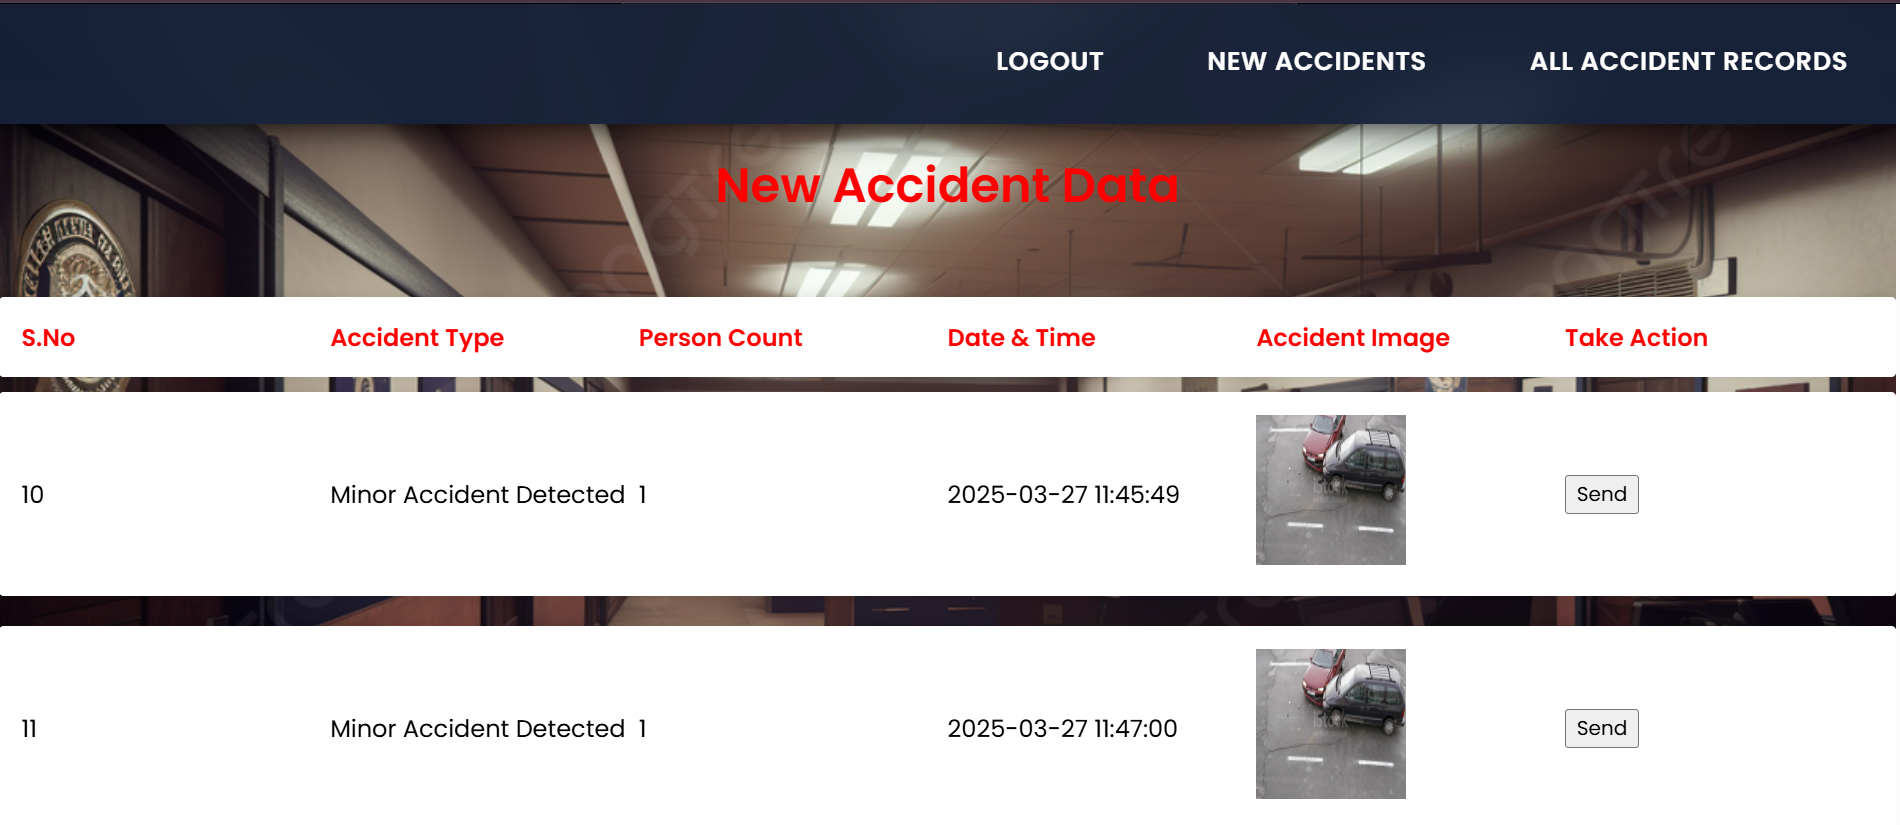 LOGOUT NEW ACCIDENTS ALL ACCIDENT RECORDS
New Accident Data
S.No Accident Type Person Count Date & Time Accident Image Take Action
10 Minor Accident Detected 1 2025-03-27 11:45:49 Send
iStock
11 Minor Accident Detected 1 2025-03-27 11:47:00 Send
iStock